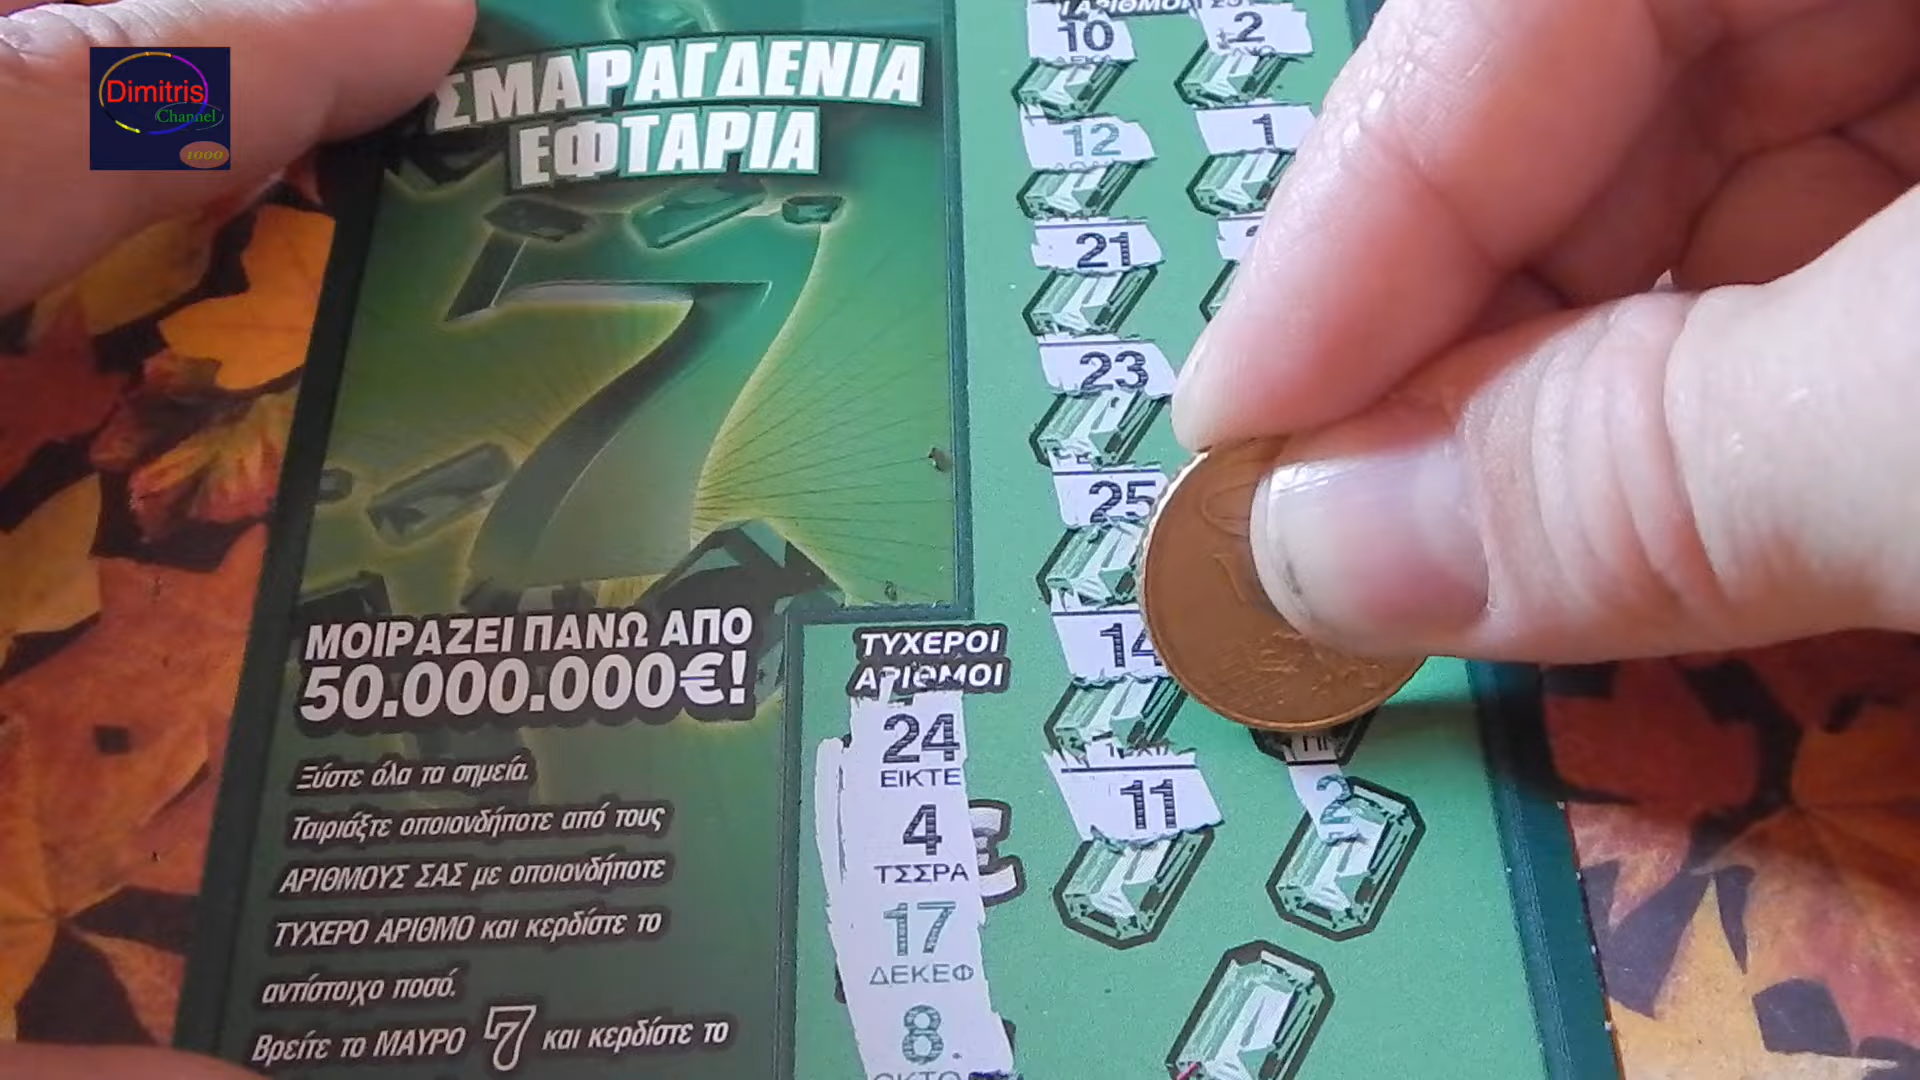 Dimitris
Channel
1000
ΣΜΑΡΑΓΔΕΝΙΑ
ΕΦΤΑΡΙΑ
ΜΟΙΡΑΖΕΙ ΠΑΝΩ ΑΠΟ
50.000.000€!
Ξύστε όλα τα σημεία.
Ταιριάξτε οποιονδήποτε από τους
ΑΡΙΘΜΟΥΣ ΣΑΣ με οποιονδήποτε
ΤΥΧΕΡΟ ΑΡΙΘΜΟ και κερδίστε το
αντίστοιχο ποσό.
Βρείτε το ΜΑΥΡΟ 7 και κερδίστε το
ΤΥΧΕΡΟΙ
ΑΡΙΘΜΟΙ
24
ΕΙΚΤΕ
4
ΤΣΣΡΑ
17
ΔΕΚΕΦ
8
ΟΚΤΩ
10
2
12
1
21
23
25
14
11
2